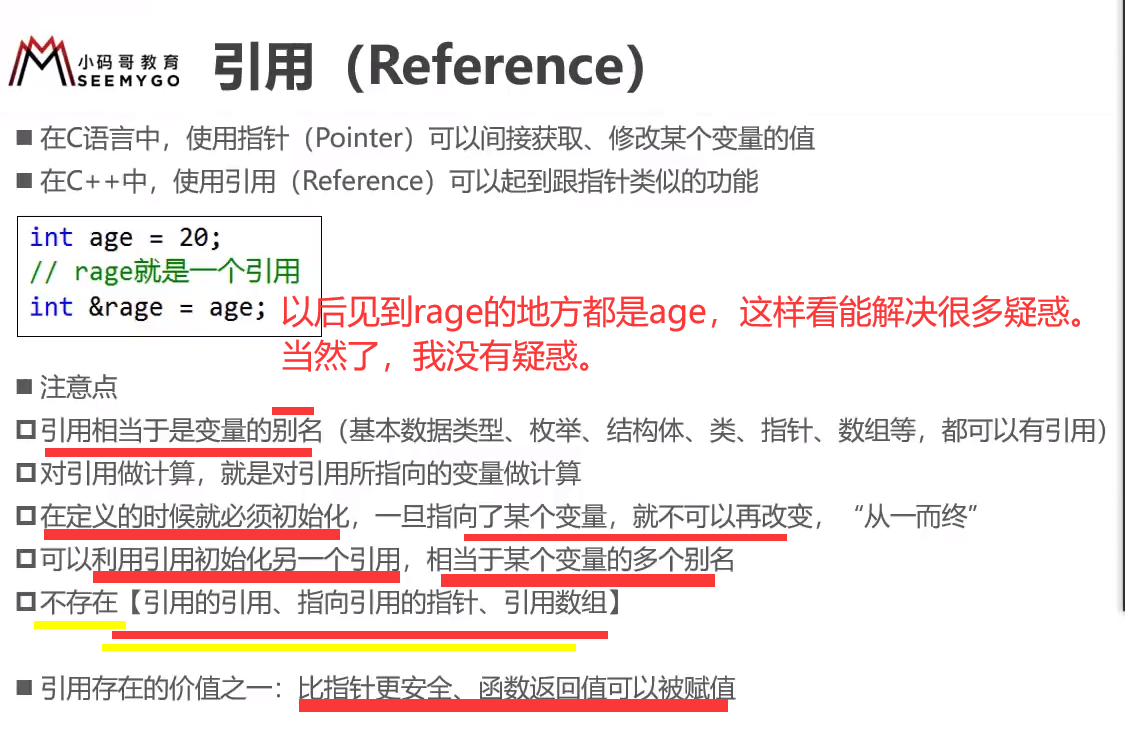 小码哥教育
SEEMYGO
引用（Reference）
■ 在C语言中，使用指针（Pointer）可以间接获取、修改某个变量的值
■ 在C++中，使用引用（Reference）可以起到跟指针类似的功能
int age = 20;
// rage就是一个引用
int &rage = age;
以后见到rage的地方都是age，这样看能解决很多疑惑。
当然了，我没有疑惑。
■ 注意点
引用相当于是变量的别名（基本数据类型、枚举、结构体、类、指针、数组等，都可以有引用）
对引用做计算，就是对引用所指向的变量做计算
在定义的时候就必须初始化，一旦指向了某个变量，就不可以再改变，“从一而终”
可以利用引用初始化另一个引用，相当于某个变量的多个别名
不存在【引用的引用、指向引用的指针、引用数组】
■ 引用存在的价值之一：比指针更安全、函数返回值可以被赋值